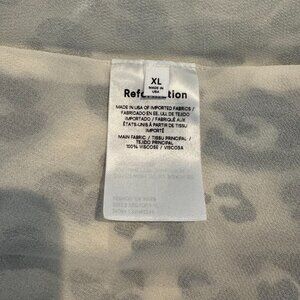 XL
MADE IN
USA
Reformation
MADE IN USA OF IMPORTED FABRICS /
FABRICADO EN EE. UU. DE TEJIDO
IMPORTADO / FABRIQUÉ AUX
ÉTATS-UNIS À PARTIR DE TISSU
IMPORTÉ
MAIN FABRIC / TISSU PRINCIPAL /
TEJIDO PRINCIPAL
100% VISCOSE / VISCOSA